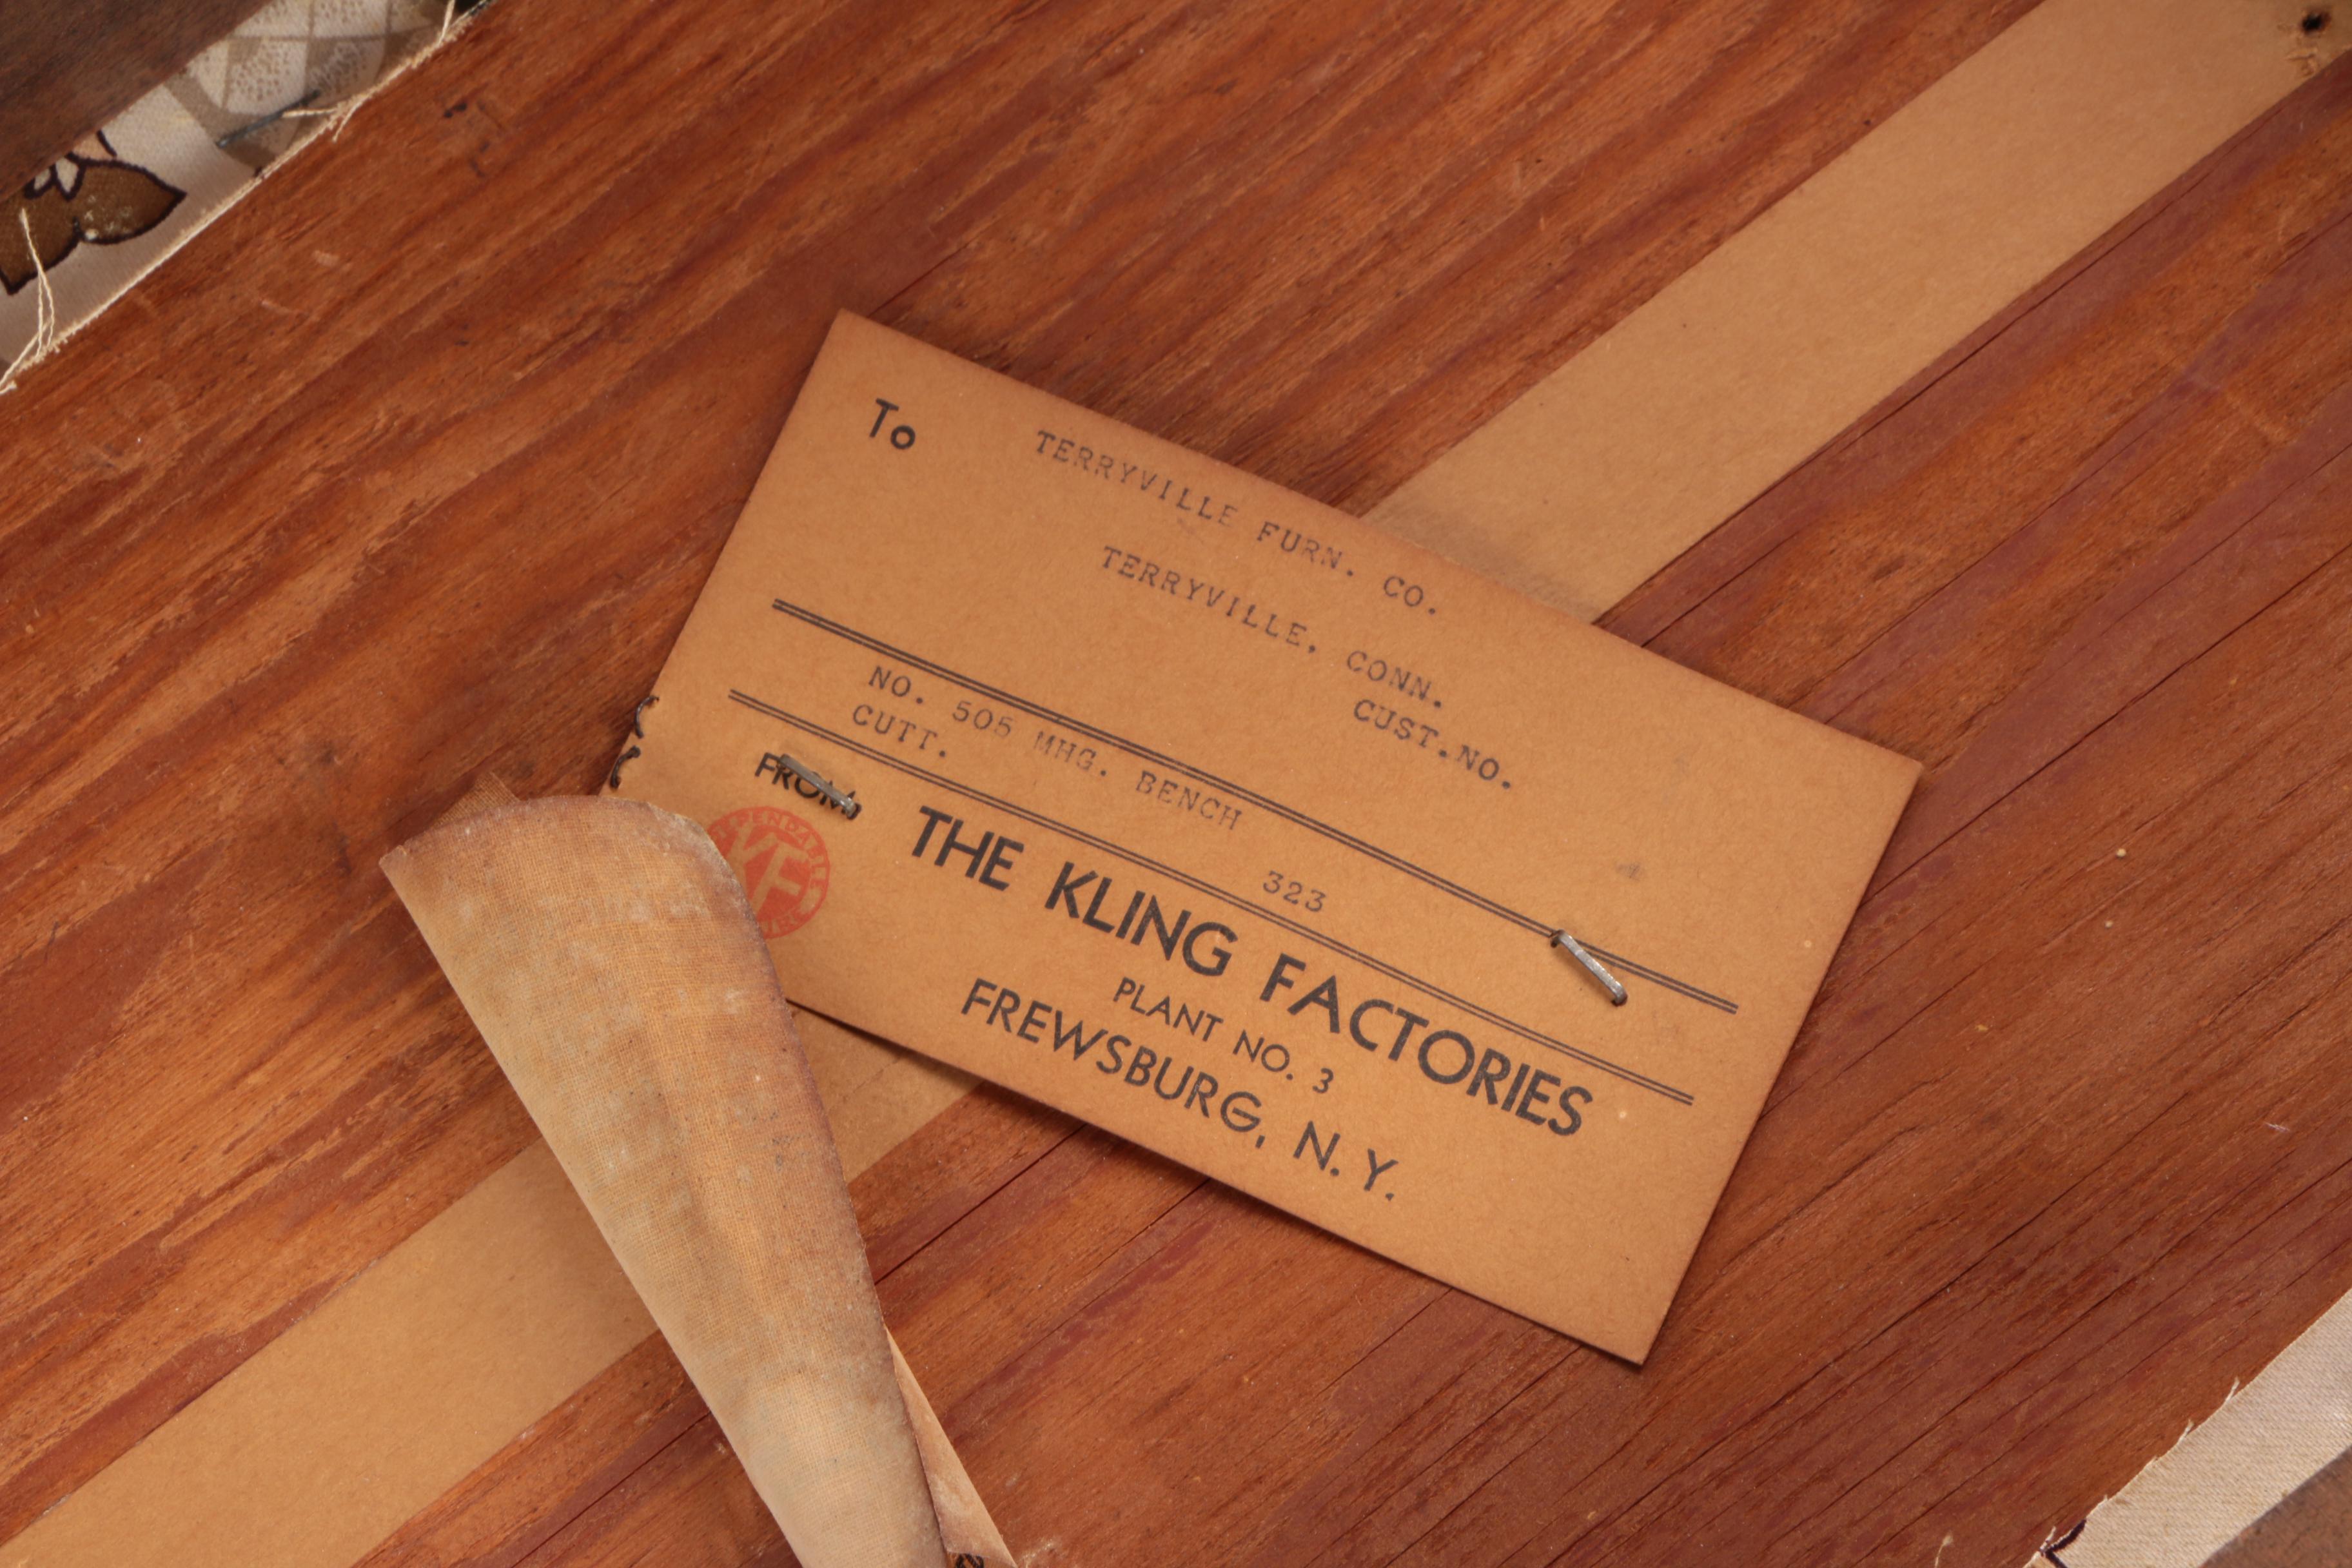 To TERRYVILLE FURN. CO.
TERRYVILLE, CONN.
CUST.NO.
NO. 505 MHG. BENCH 323
CUTT.
FROM
THE KLING FACTORIES
PLANT NO. 3
FREWSBURG, N. Y.
KF